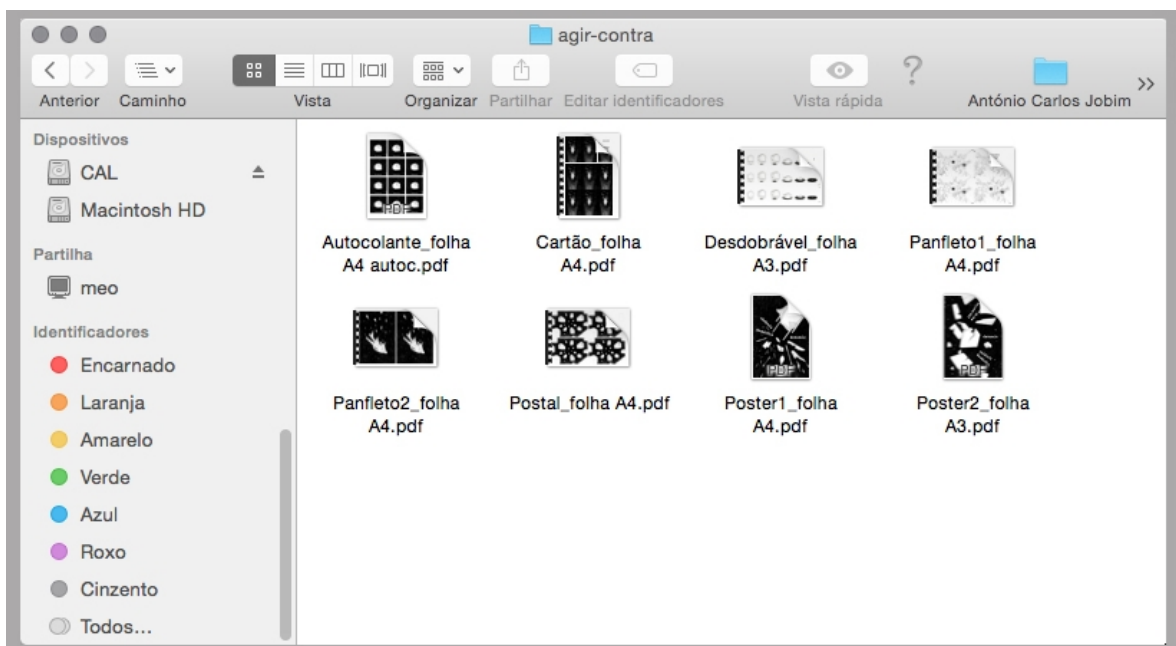 agir-contra
Anterior Caminho Vista Organizar Partilhar Editar identificadores Vista rápida António Carlos Jobim
Dispositivos
CAL
Macintosh HD
Partilha
meo
Identificadores
Encarnado
Laranja
Amarelo
Verde
Azul
Roxo
Cinzento
Todos...
Autocolante_folha
A4 autoc.pdf
Cartão_folha
A4.pdf
Desdobrável_folha
A3.pdf
Panfleto1_folha
A4.pdf
Panfleto2_folha
A4.pdf
Postal_folha A4.pdf
PDF
Poster1_folha
A4.pdf
PDF
Poster2_folha
A3.pdf